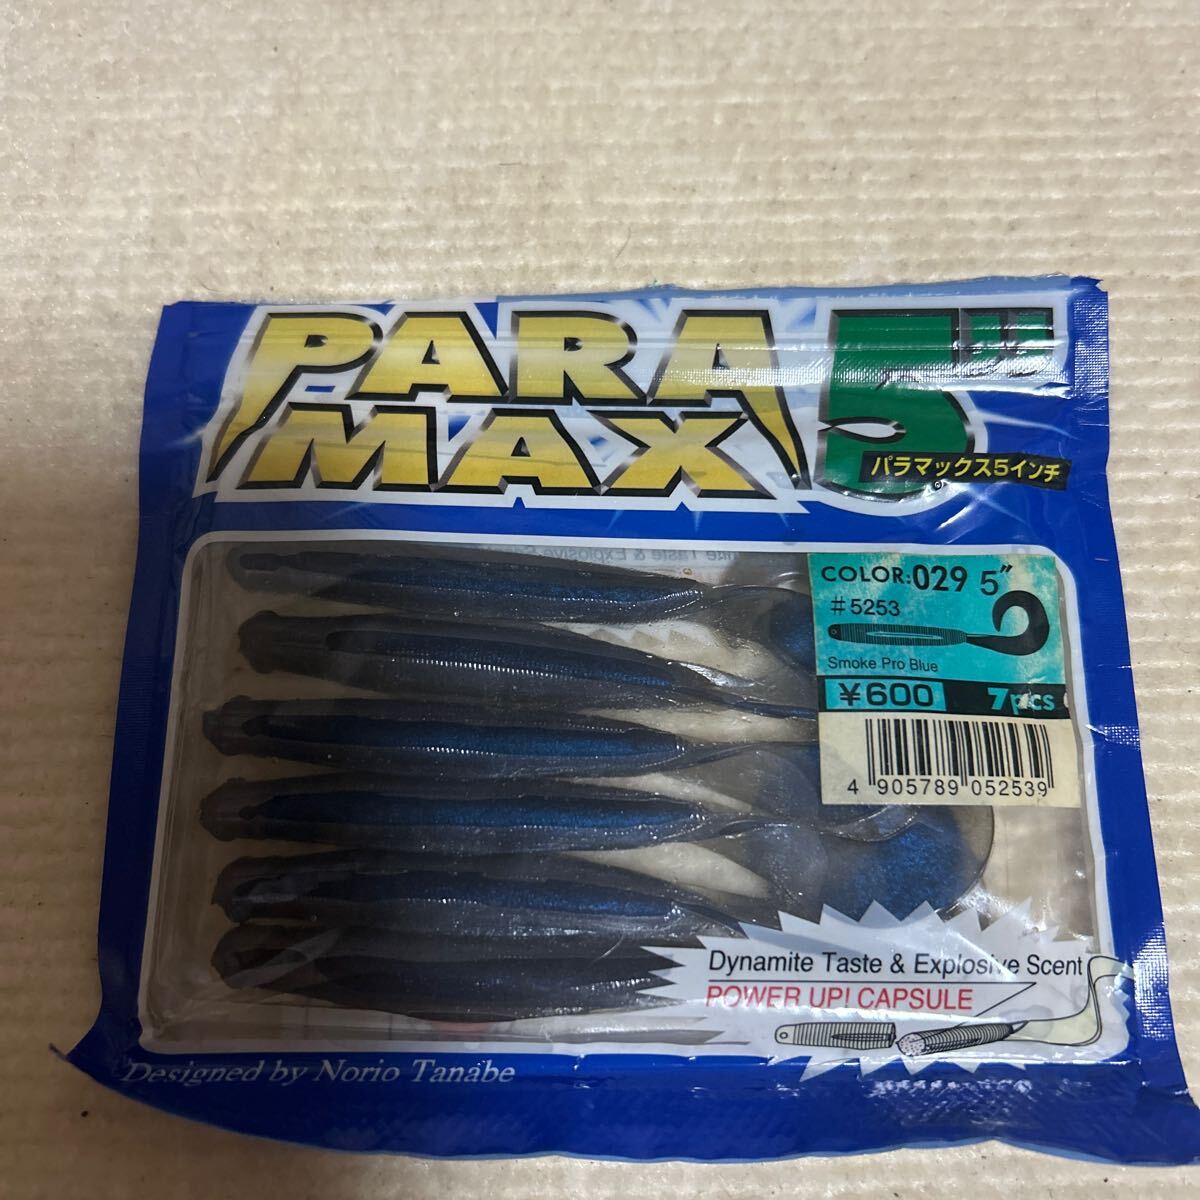 PARA
MAX
5"
パラマックス5インチ
COLOR:029 5"
#5253
Smoke Pro Blue
¥600 7pcs
4 905789 052539
Dynamite Taste & Explosive Scent
POWER UP! CAPSULE
Designed by Norio Tanabe